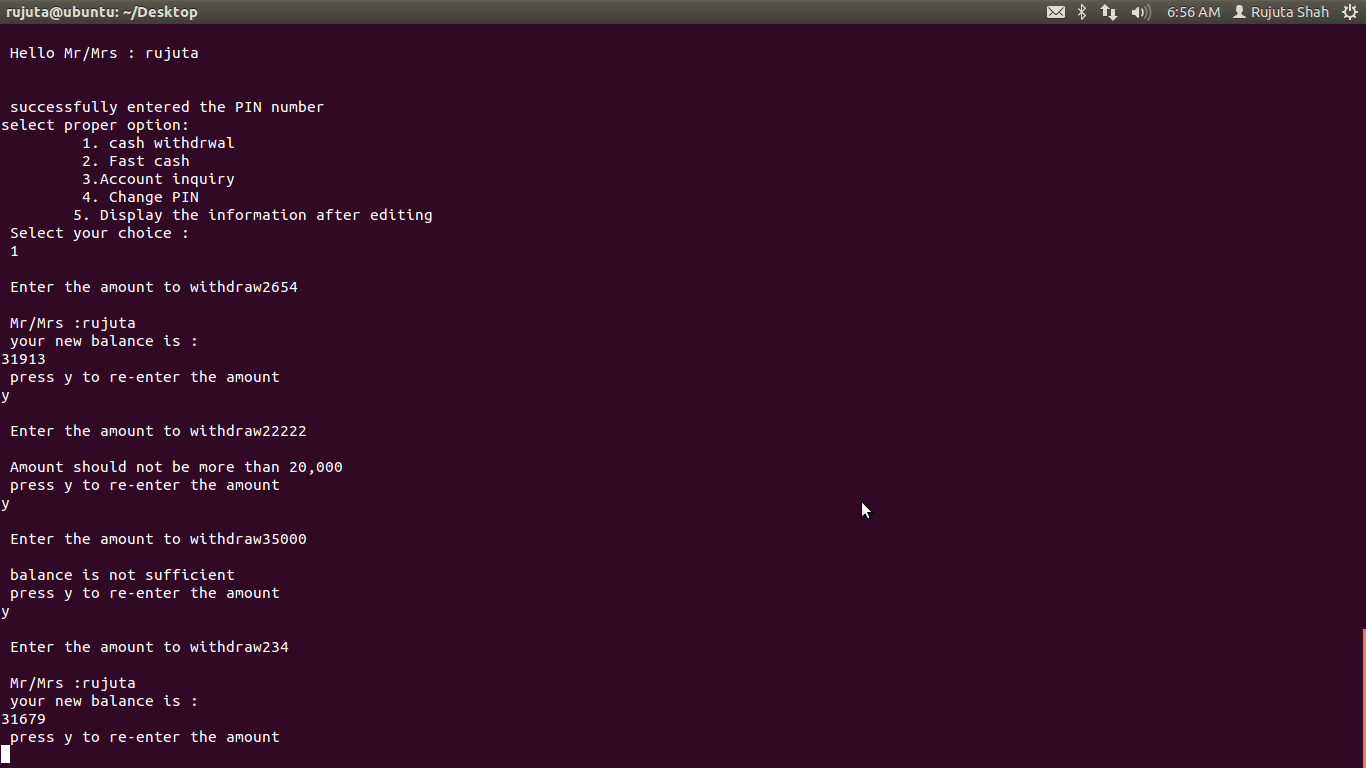 rujuta@ubuntu: ~/Desktop
6:56 AM Rujuta Shah
Hello Mr/Mrs : rujuta
successfully entered the PIN number
select proper option:
1. cash withdrwal
2. Fast cash
3.Account inquiry
4. Change PIN
5. Display the information after editing
Select your choice :
1
Enter the amount to withdraw2654
Mr/Mrs :rujuta
your new balance is :
31913
press y to re-enter the amount
y
Enter the amount to withdraw22222
Amount should not be more than 20,000
press y to re-enter the amount
y
Enter the amount to withdraw35000
balance is not sufficient
press y to re-enter the amount
y
Enter the amount to withdraw234
Mr/Mrs :rujuta
your new balance is :
31679
press y to re-enter the amount